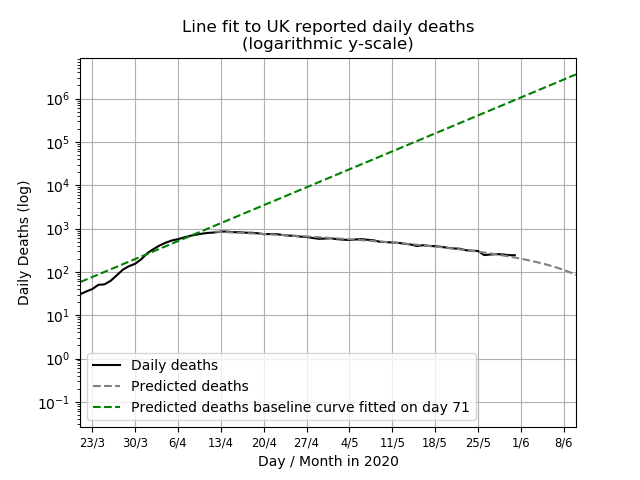 Line fit to UK reported daily deaths
(logarithmic y-scale)
Daily Deaths (log)
10⁶
10⁵
10⁴
10³
10²
10¹
10⁰
10⁻¹
Daily deaths
Predicted deaths
Predicted deaths baseline curve fitted on day 71
23/3 30/3 6/4 13/4 20/4 27/4 4/5 11/5 18/5 25/5 1/6 8/6
Day / Month in 2020